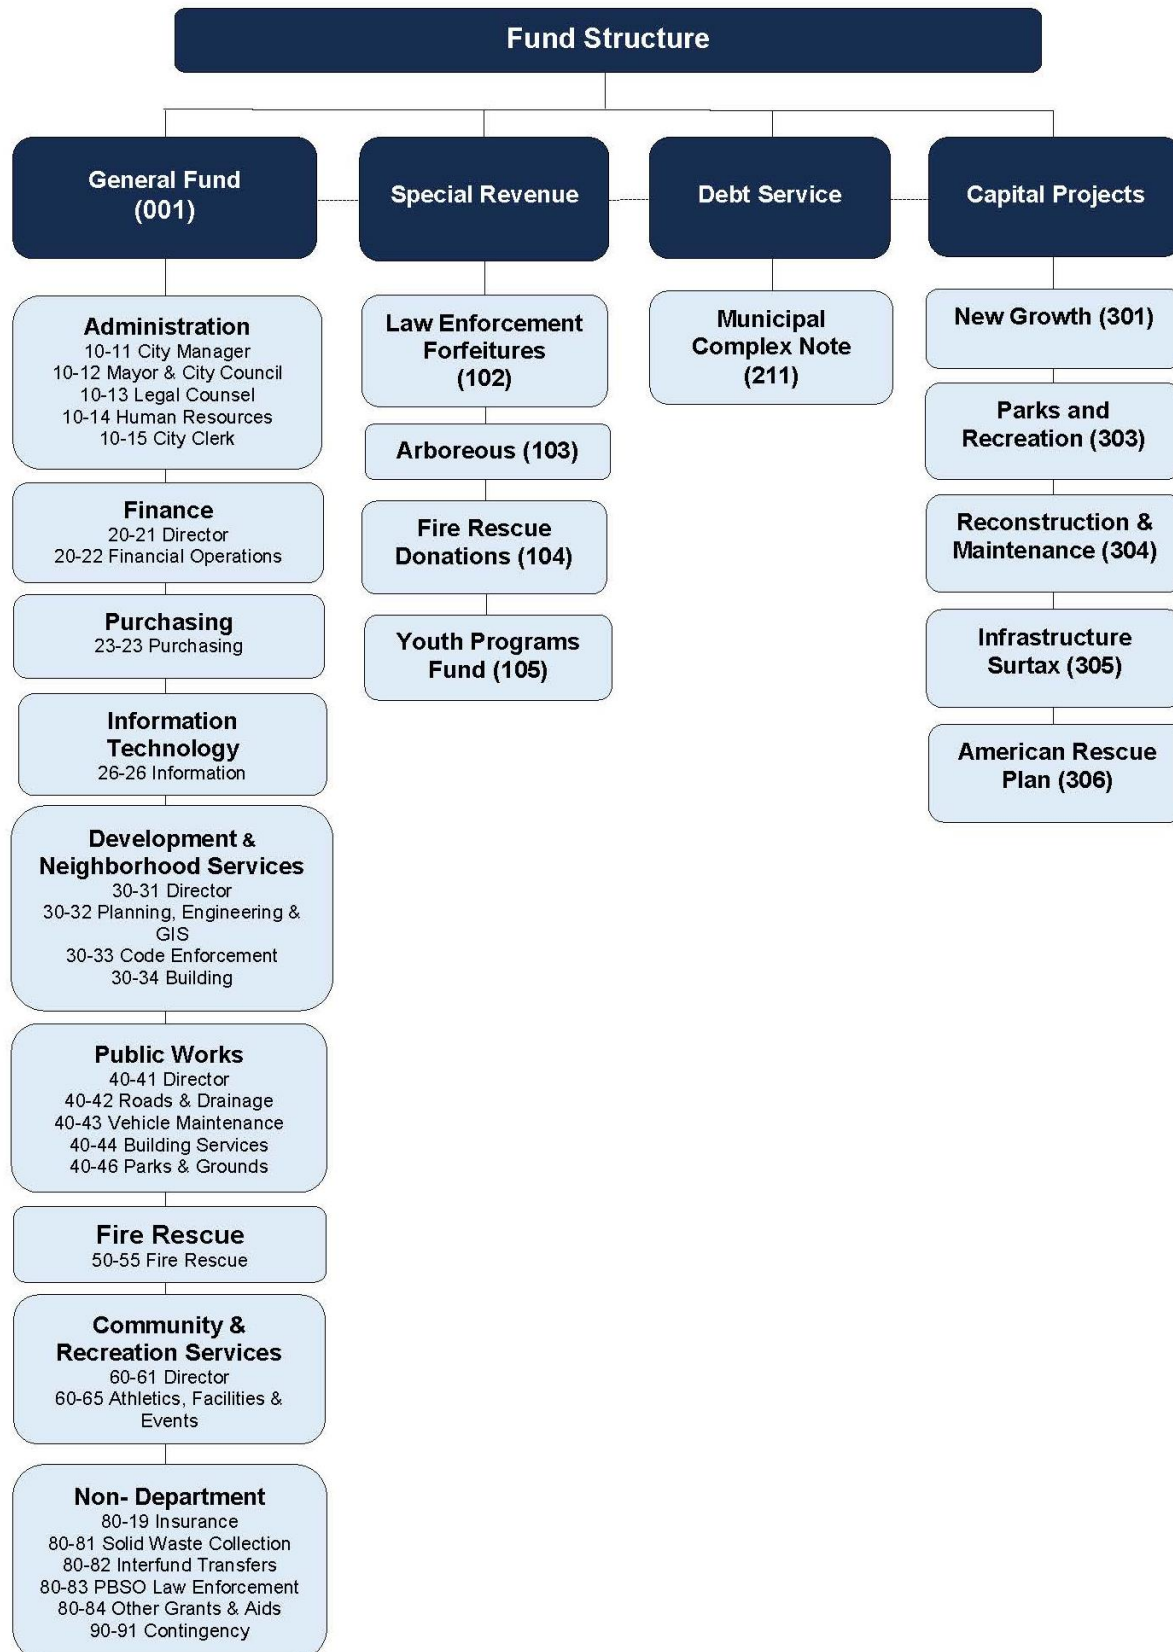 Fund Structure
General Fund
(001)
Special Revenue
Debt Service
Capital Projects
Administration
10-11 City Manager
10-12 Mayor & City Council
10-13 Legal Counsel
10-14 Human Resources
10-15 City Clerk
Finance
20-21 Director
20-22 Financial Operations
Purchasing
23-23 Purchasing
Information
Technology
26-26 Information
Development &
Neighborhood Services
30-31 Director
30-32 Planning, Engineering &
GIS
30-33 Code Enforcement
30-34 Building
Public Works
40-41 Director
40-42 Roads & Drainage
40-43 Vehicle Maintenance
40-44 Building Services
40-46 Parks & Grounds
Fire Rescue
50-55 Fire Rescue
Community &
Recreation Services
60-61 Director
60-65 Athletics, Facilities &
Events
Non- Department
80-19 Insurance
80-81 Solid Waste Collection
80-82 Interfund Transfers
80-83 PBSO Law Enforcement
80-84 Other Grants & Aids
90-91 Contingency
Law Enforcement
Forfeitures
(102)
Arboreous (103)
Fire Rescue
Donations (104)
Youth Programs
Fund (105)
Municipal
Complex Note
(211)
New Growth (301)
Parks and
Recreation (303)
Reconstruction &
Maintenance (304)
Infrastructure
Surtax (305)
American Rescue
Plan (306)